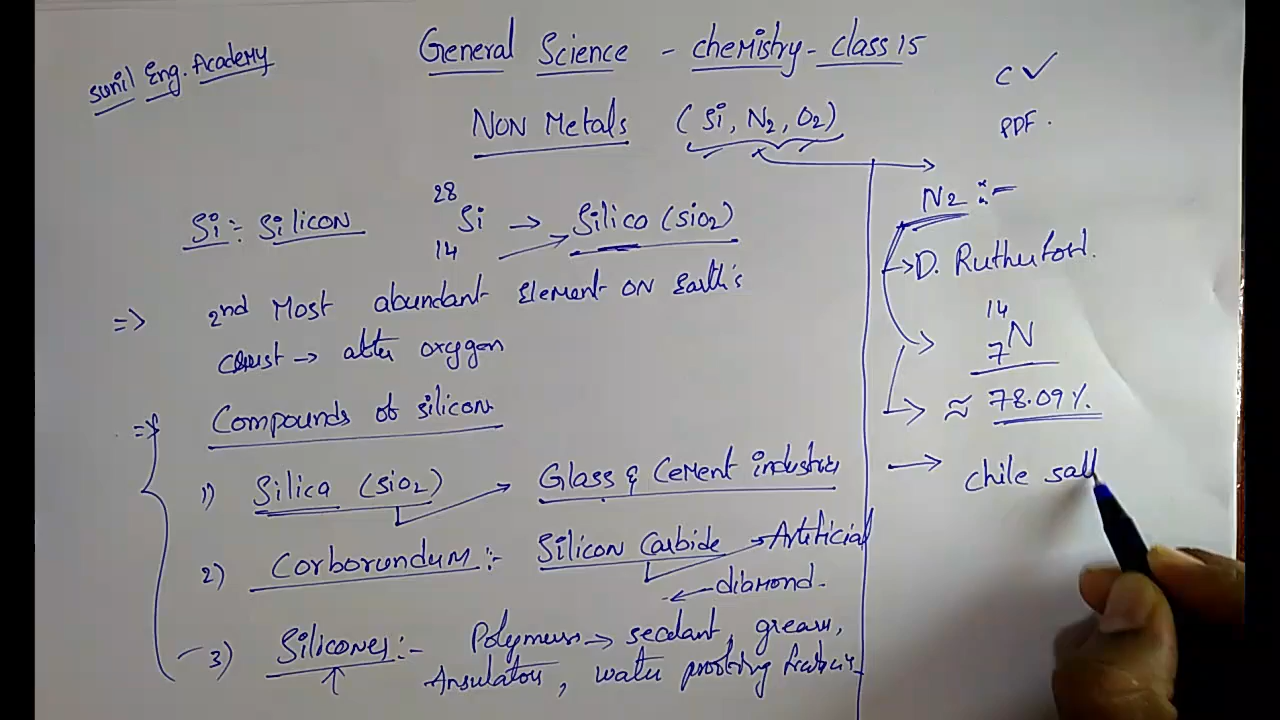 Sunil Eng. Academy
General Science - chemistry - class 15
C ✓
PDF.
NON Metals (Si, N2, O2)
Si:- Silicon 28 14 Si → Silica (SiO2)
⇒ 2nd Most abundant Element ON Earth's
Crust → after oxygen
⇒ Compounds of silicon
1) Silica (SiO2) → Glass & Cement industries
2) Corborundum:- Silicon Carbide → Artificial
← diamond.
3) Silicones:- Polymers → sealant, grease,
Insulators, water proofing fabrics
N2 :-
→ D. Rutherford.
→ 14 7 N
→ ≈ 78.09%.
→ chile salt